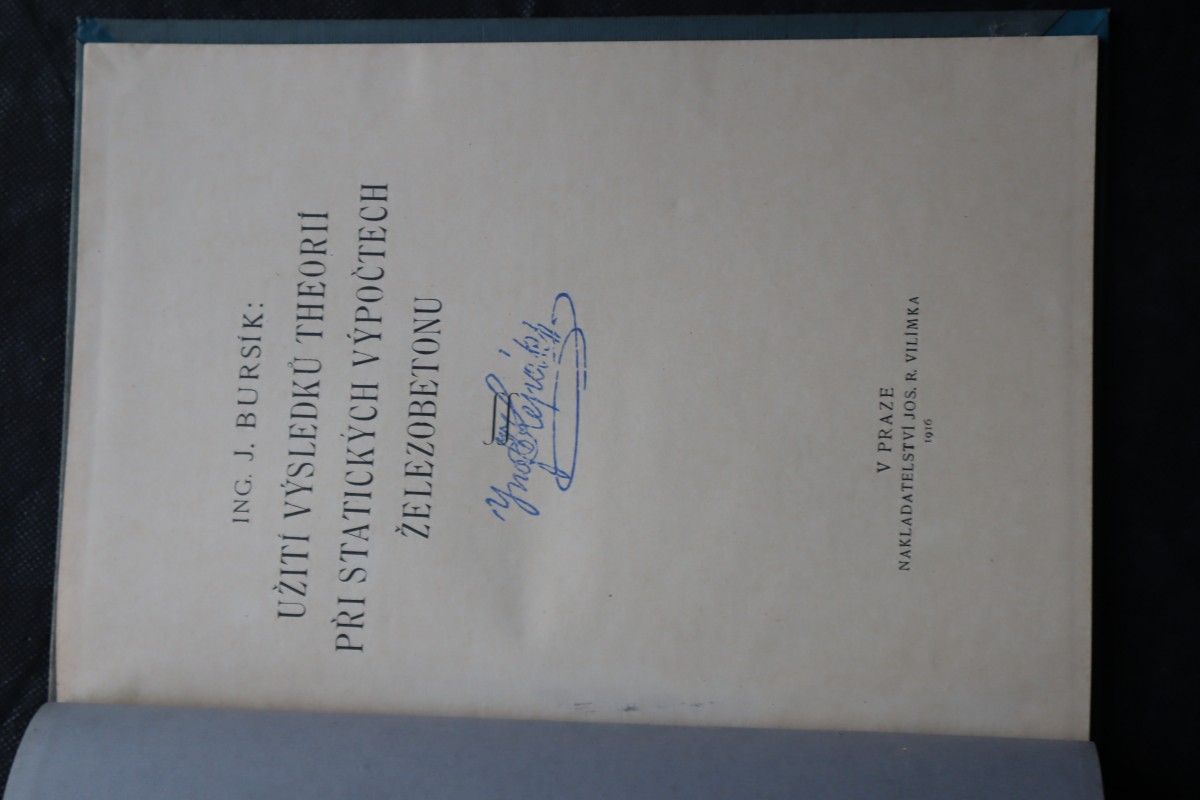 ING. J. BURSÍK:
UŽITÍ VÝSLEDKŮ THEORIÍ
PŘI STATICKÝCH VÝPOČTECH
ŽELEZOBETONU
V PRAZE
NAKLADATELSTVÍ JOS. R. VILÍMKA
1916